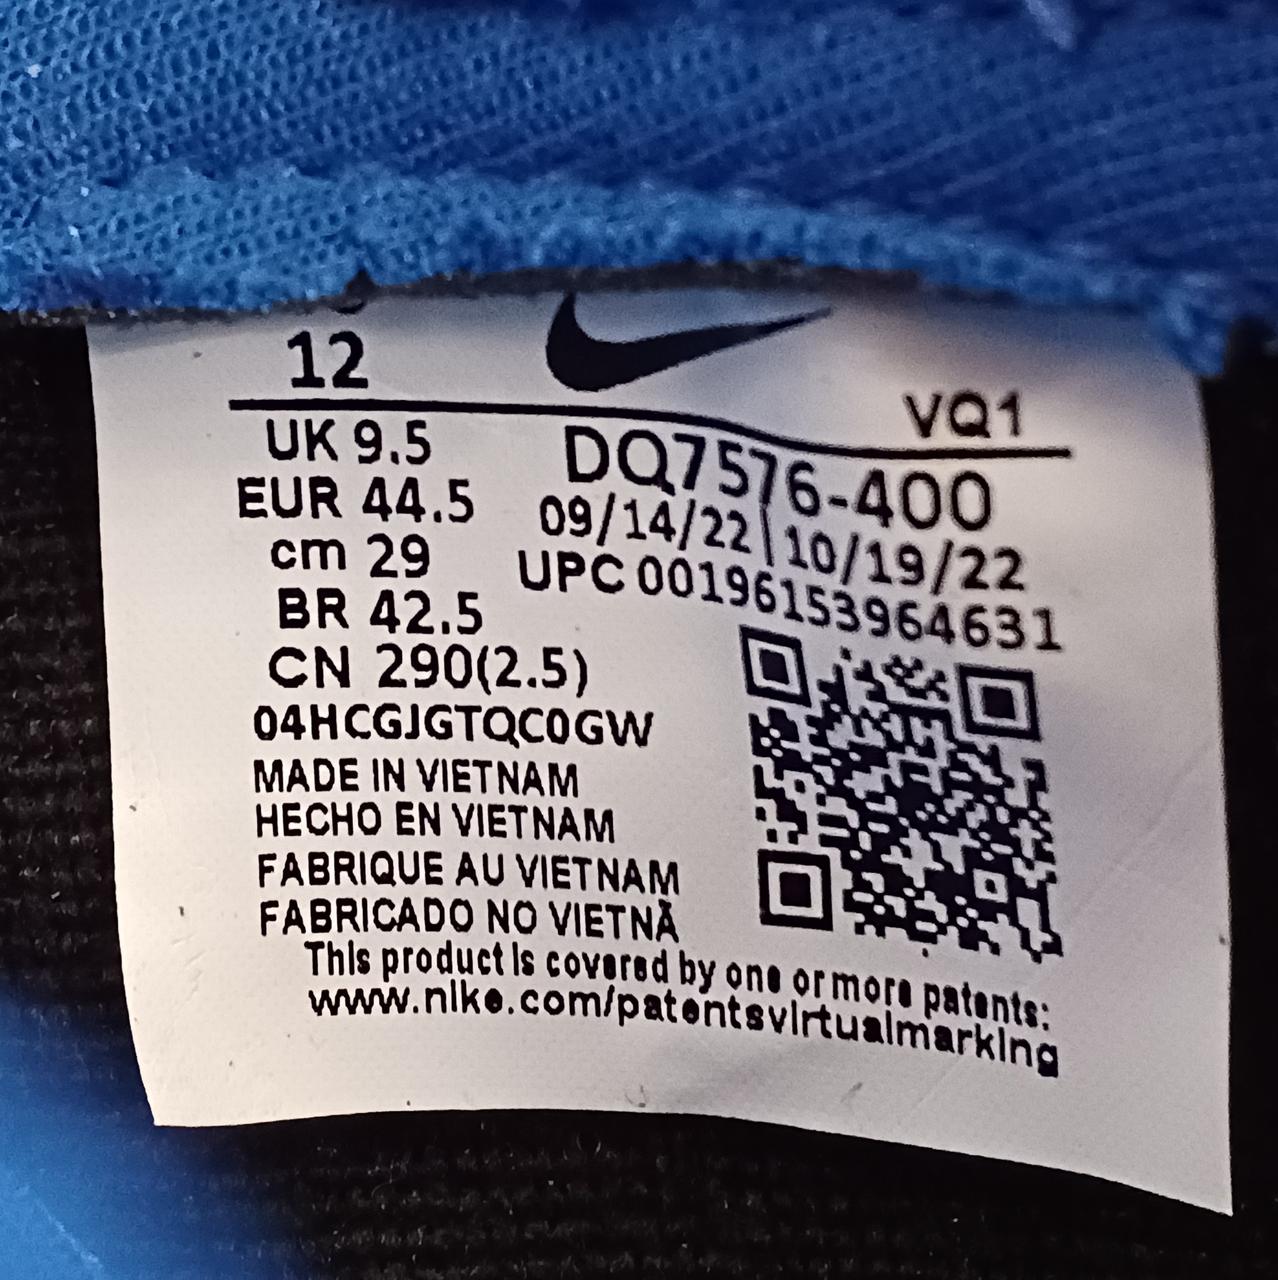 12
VQ1
UK 9.5
EUR 44.5
cm 29
BR 42.5
CN 290(2.5)
DQ7576-400
09/14/22 | 10/19/22
UPC 00196153964631
04HCGJGTQC0GW
MADE IN VIETNAM
HECHO EN VIETNAM
FABRIQUE AU VIETNAM
FABRICADO NO VIETNÃ
This product is covered by one or more patents:
www.nike.com/patentsvirtualmarking